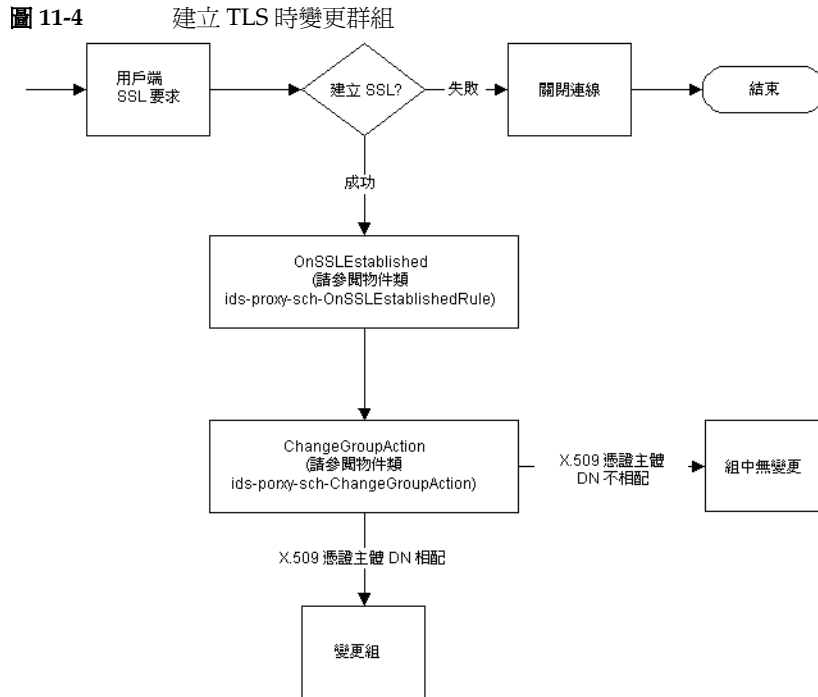 圖 11-4 建立 TLS 時變更群組
用戶端
SSL 要求
建立 SSL?
失敗
關閉連線
結束
成功
OnSSLEstablished
(請參閱物件類
ids-proxy-sch-OnSSLEstablishedRule)
ChangeGroupAction
(請參閱物件類
ids-porxy-sch-ChangeGroupAction)
X.509 憑證主體
DN 不相配
組中無變更
X.509 憑證主體 DN 相配
變更組